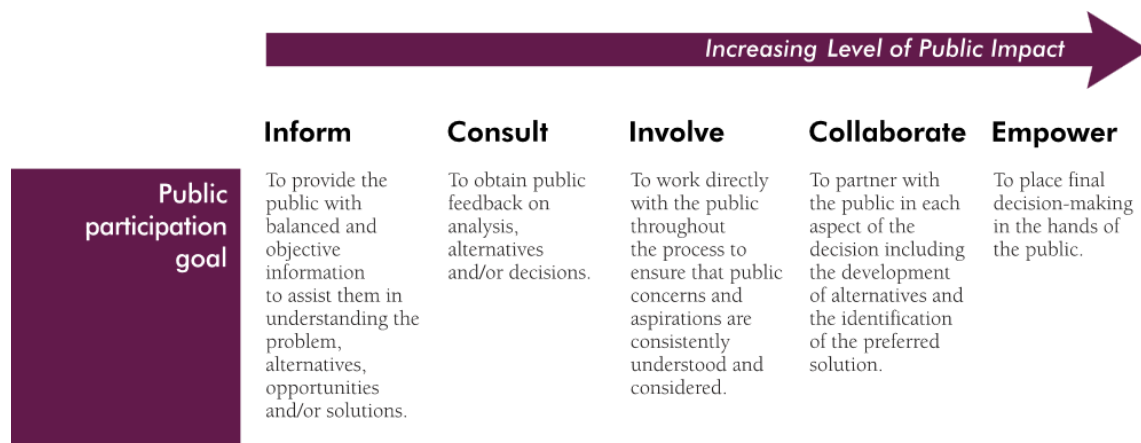 Increasing Level of Public Impact
Inform
Consult
Involve
Collaborate
Empower
Public
participation
goal
To provide the
public with
balanced and
objective
information
to assist them in
understanding the
problem,
alternatives,
opportunities
and/or solutions.
To obtain public
feedback on
analysis,
alternatives
and/or decisions.
To work directly
with the public
throughout
the process to
ensure that public
concerns and
aspirations are
consistently
understood and
considered.
To partner with
the public in each
aspect of the
decision including
the development
of alternatives and
the identification
of the preferred
solution.
To place final
decision-making
in the hands of
the public.